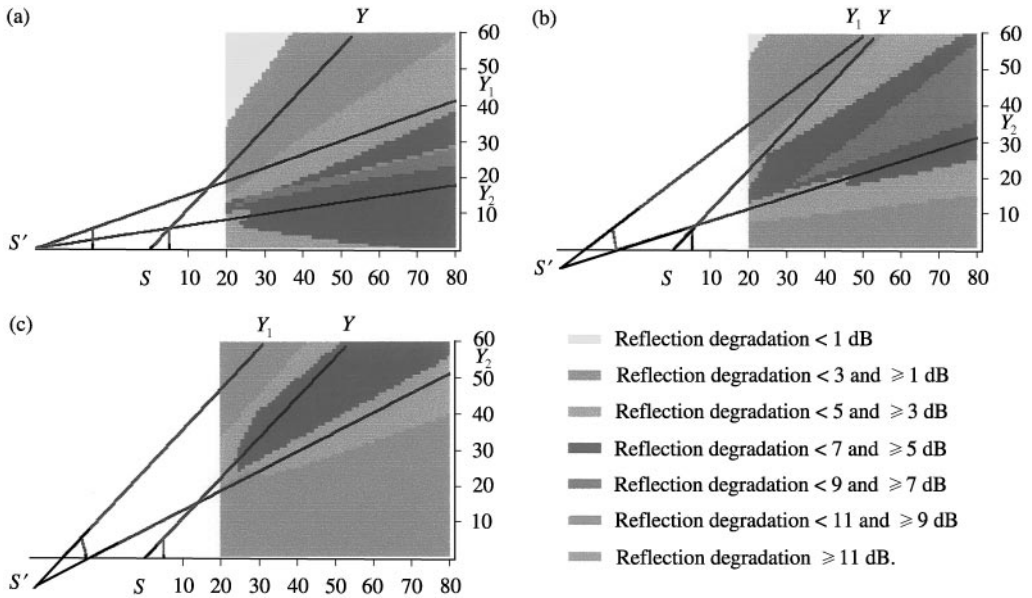 (a)
Y
60
50
Y₁
40
30
20
Y₂
10
S′
S
20
30
40
50
60
70
80
(b)
Y₁
Y
60
50
40
Y₂
30
20
10
S′
S
10
20
30
40
50
60
70
80
(c)
Y₁
Y
60
Y₂
50
40
30
20
10
S′
S
10
20
30
40
50
60
70
80
Reflection degradation < 1 dB
Reflection degradation < 3 and ⩾ 1 dB
Reflection degradation < 5 and ⩾ 3 dB
Reflection degradation < 7 and ⩾ 5 dB
Reflection degradation < 9 and ⩾ 7 dB
Reflection degradation < 11 and ⩾ 9 dB
Reflection degradation ⩾ 11 dB.